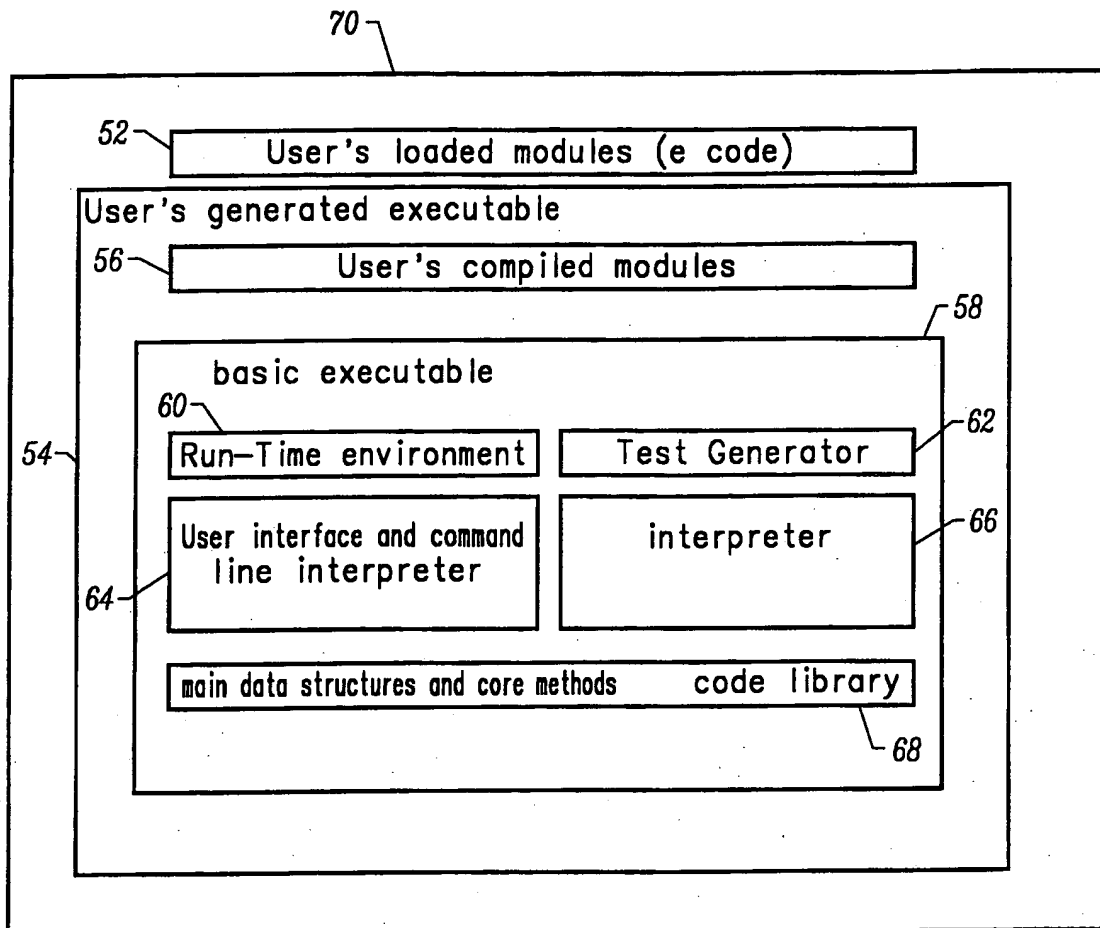 70
52
User's loaded modules (e code)
User's generated executable
56
User's compiled modules
58
basic executable
60
62
54
Run-Time environment
Test Generator
66
User interface and command
line interpreter
interpreter
64
main data structures and core methods code library
68